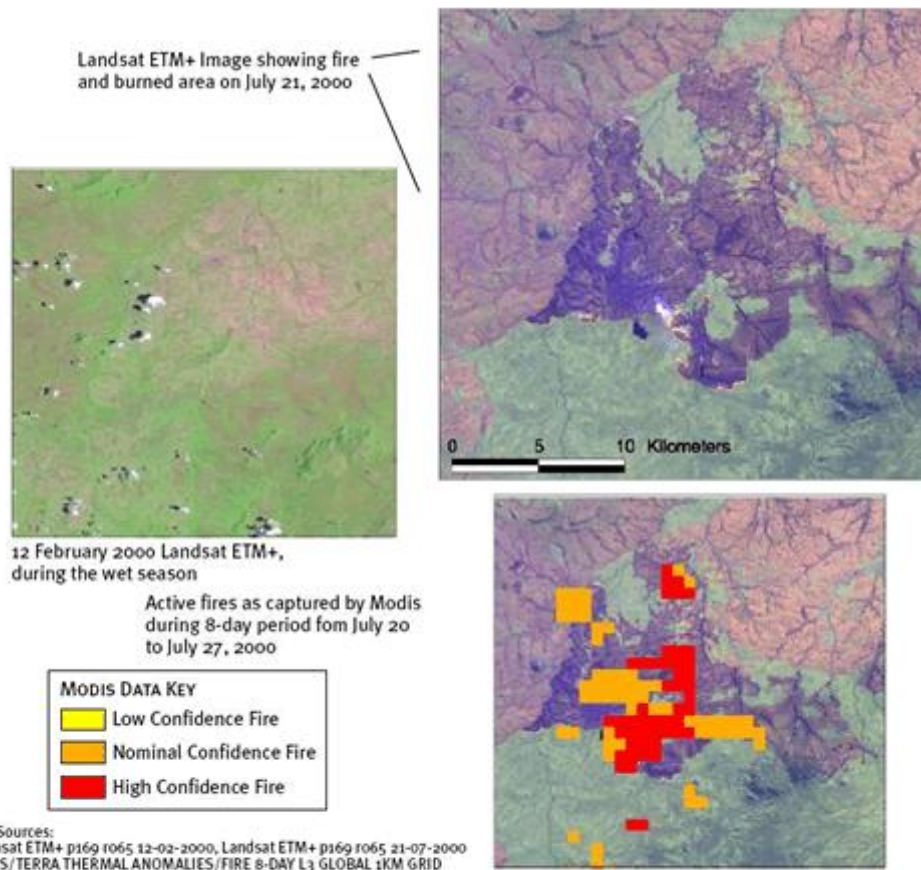 Landsat ETM+ Image showing fire
and burned area on July 21, 2000
0 5 10 Kilometers
12 February 2000 Landsat ETM+,
during the wet season
Active fires as captured by Modis
during 8-day period fom July 20
to July 27, 2000
MODIS DATA KEY
Low Confidence Fire
Nominal Confidence Fire
High Confidence Fire
Sources:
sat ETM+ p169 r065 12-02-2000, Landsat ETM+ p169 r065 21-07-2000
S/TERRA THERMAL ANOMALIES/FIRE 8-DAY L3 GLOBAL 1KM GRID